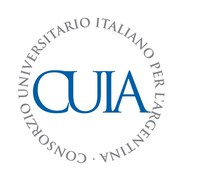 CONSORZIO UNIVERSITARIO ITALIANO PER L'ARGENTINA ·
CUIA